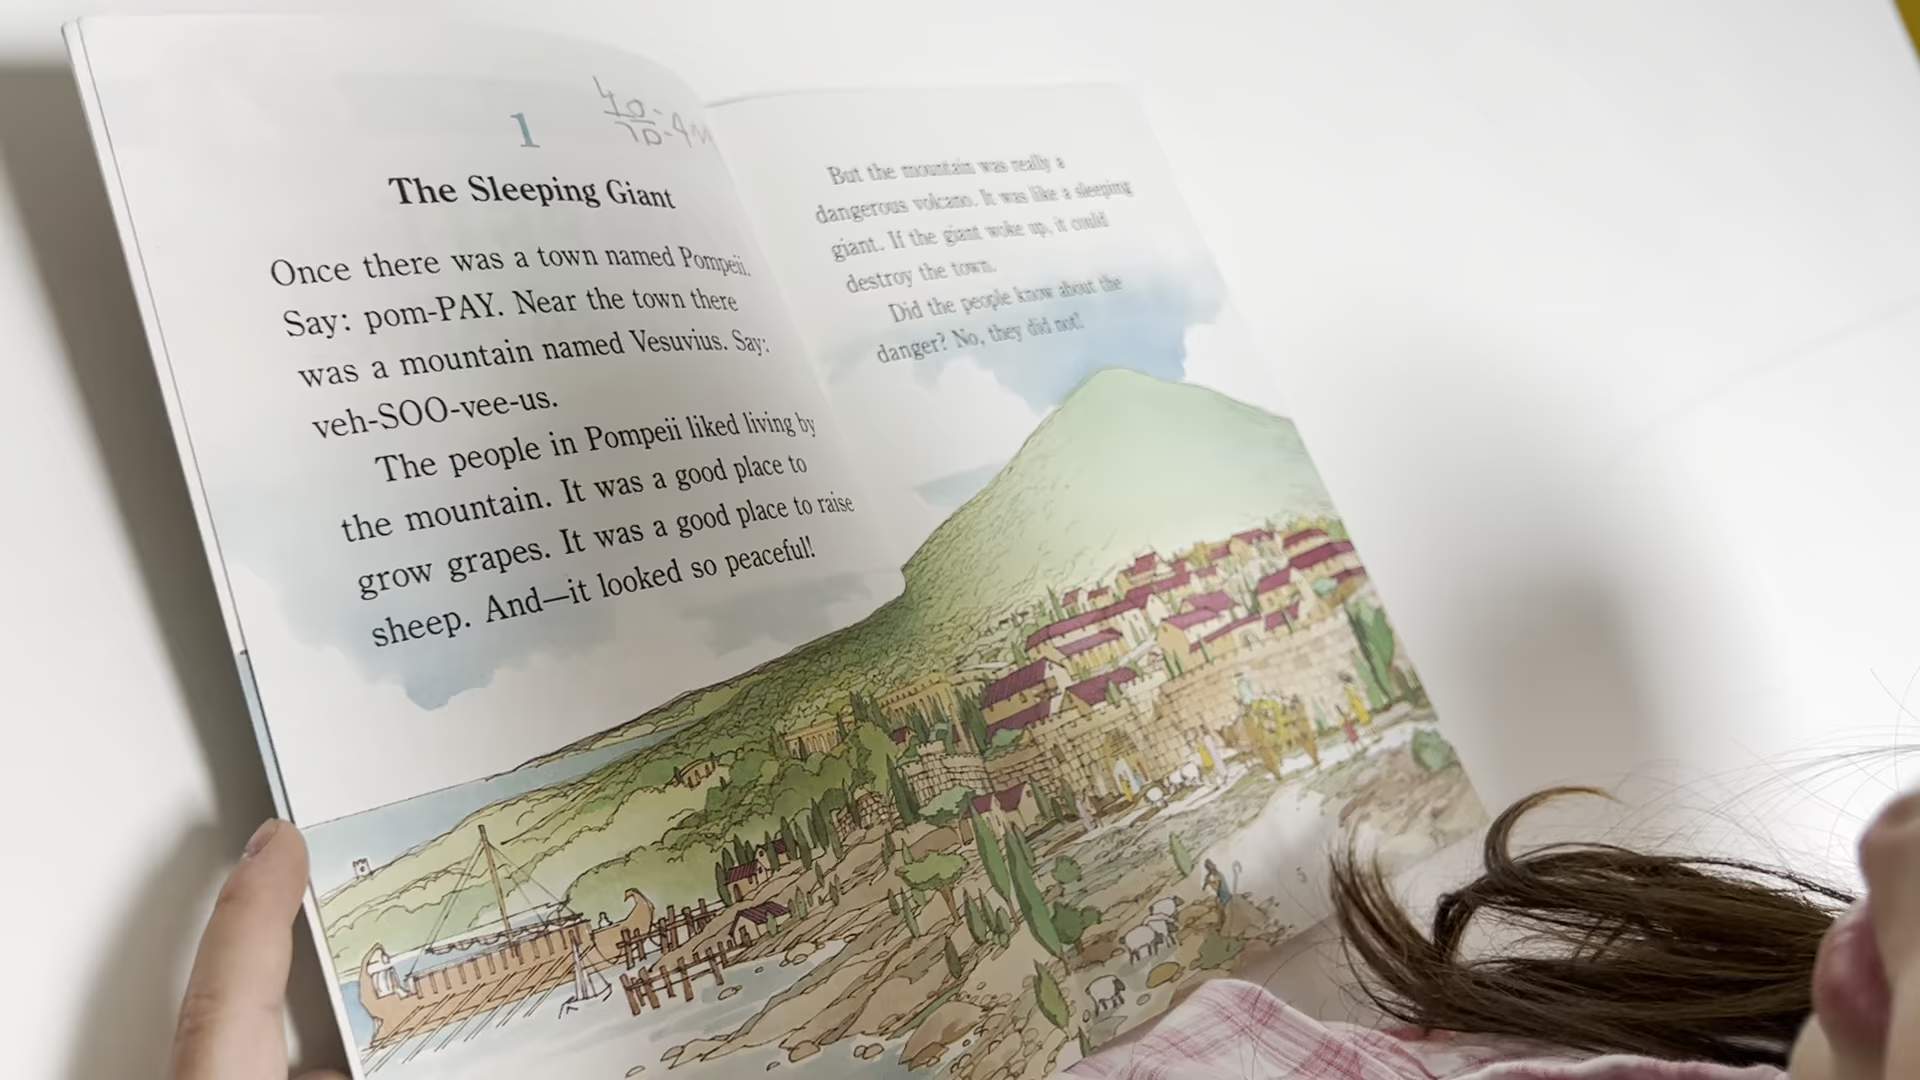 1
The Sleeping Giant
Once there was a town named Pompeii.
Say: pom-PAY. Near the town there
was a mountain named Vesuvius. Say:
veh-SOO-vee-us.
The people in Pompeii liked living by
the mountain. It was a good place to
grow grapes. It was a good place to raise
sheep. And—it looked so peaceful!
But the mountain was really a
dangerous volcano. It was like a sleeping
giant. If the giant woke up, it could
destroy the town.
Did the people know about the
danger? No, they did not!
5